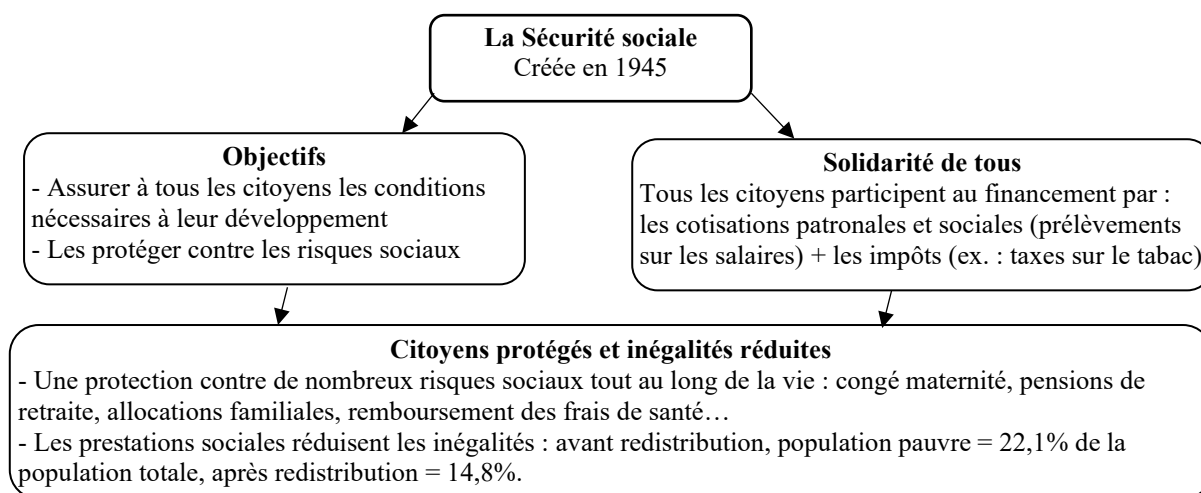 La Sécurité sociale
Créée en 1945
Objectifs
- Assurer à tous les citoyens les conditions
nécessaires à leur développement
- Les protéger contre les risques sociaux
Solidarité de tous
Tous les citoyens participent au financement par :
les cotisations patronales et sociales (prélèvements
sur les salaires) + les impôts (ex. : taxes sur le tabac)
Citoyens protégés et inégalités réduites
- Une protection contre de nombreux risques sociaux tout au long de la vie : congé maternité, pensions de
retraite, allocations familiales, remboursement des frais de santé…
- Les prestations sociales réduisent les inégalités : avant redistribution, population pauvre = 22,1% de la
population totale, après redistribution = 14,8%.